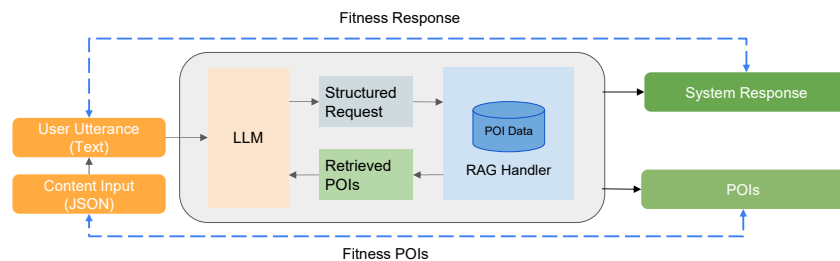 Fitness Response
User Utterance
(Text)
Content Input
(JSON)
LLM
Structured
Request
Retrieved
POIs
POI Data
RAG Handler
System Response
POIs
Fitness POIs